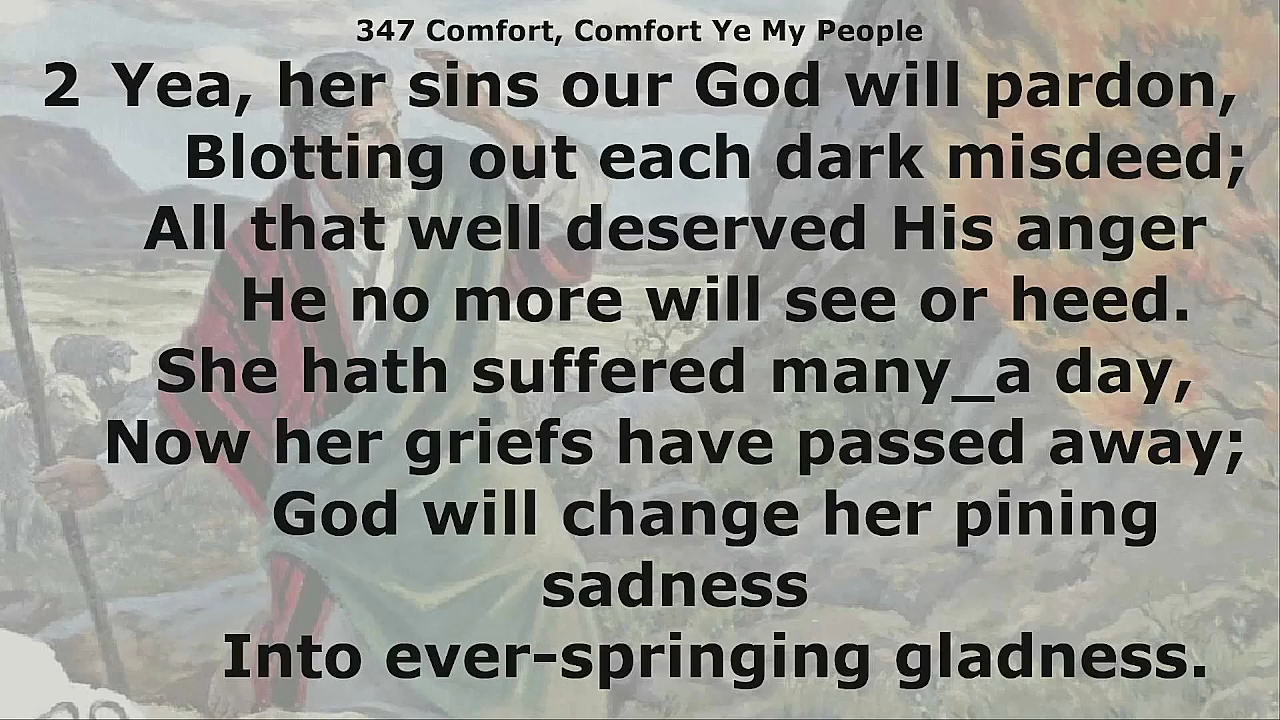 347 Comfort, Comfort Ye My People
2 Yea, her sins our God will pardon,
Blotting out each dark misdeed;
All that well deserved His anger
He no more will see or heed.
She hath suffered many_a day,
Now her griefs have passed away;
God will change her pining
sadness
Into ever-springing gladness.